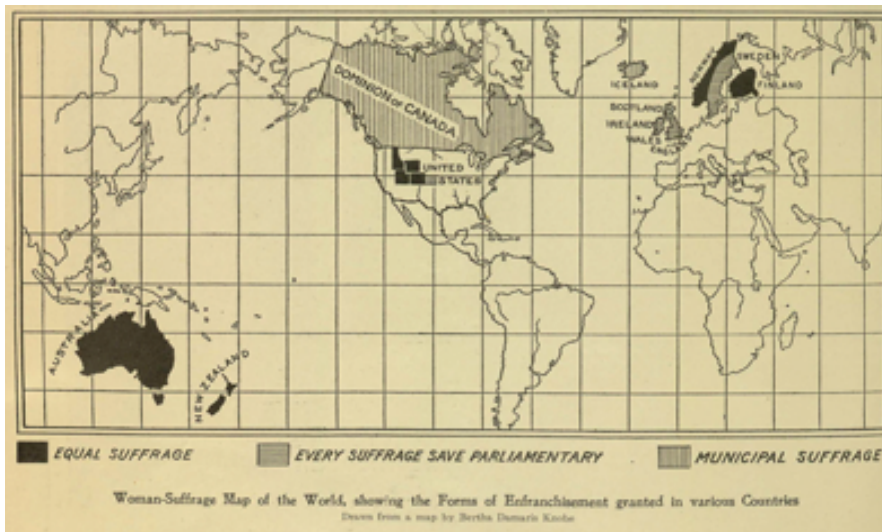 DOMINION OF CANADA
UNITED
STATES
ICELAND
NORWAY
SWEDEN
FINLAND
SCOTLAND
IRELAND
WALES
ENGLAND
AUSTRALIA
NEW ZEALAND
EQUAL SUFFRAGE
EVERY SUFFRAGE SAVE PARLIAMENTARY
MUNICIPAL SUFFRAGE
Woman-Suffrage Map of the World, showing the Forms of Enfranchisement granted in various Countries
Drawn from a map by Bertha Damaris Knobe